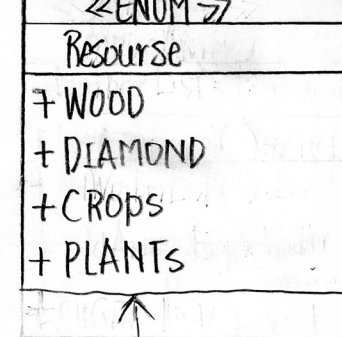 <<ENUM>>
Resourse
+ WOOD
+ DIAMOND
+ CROPS
+ PLANTs